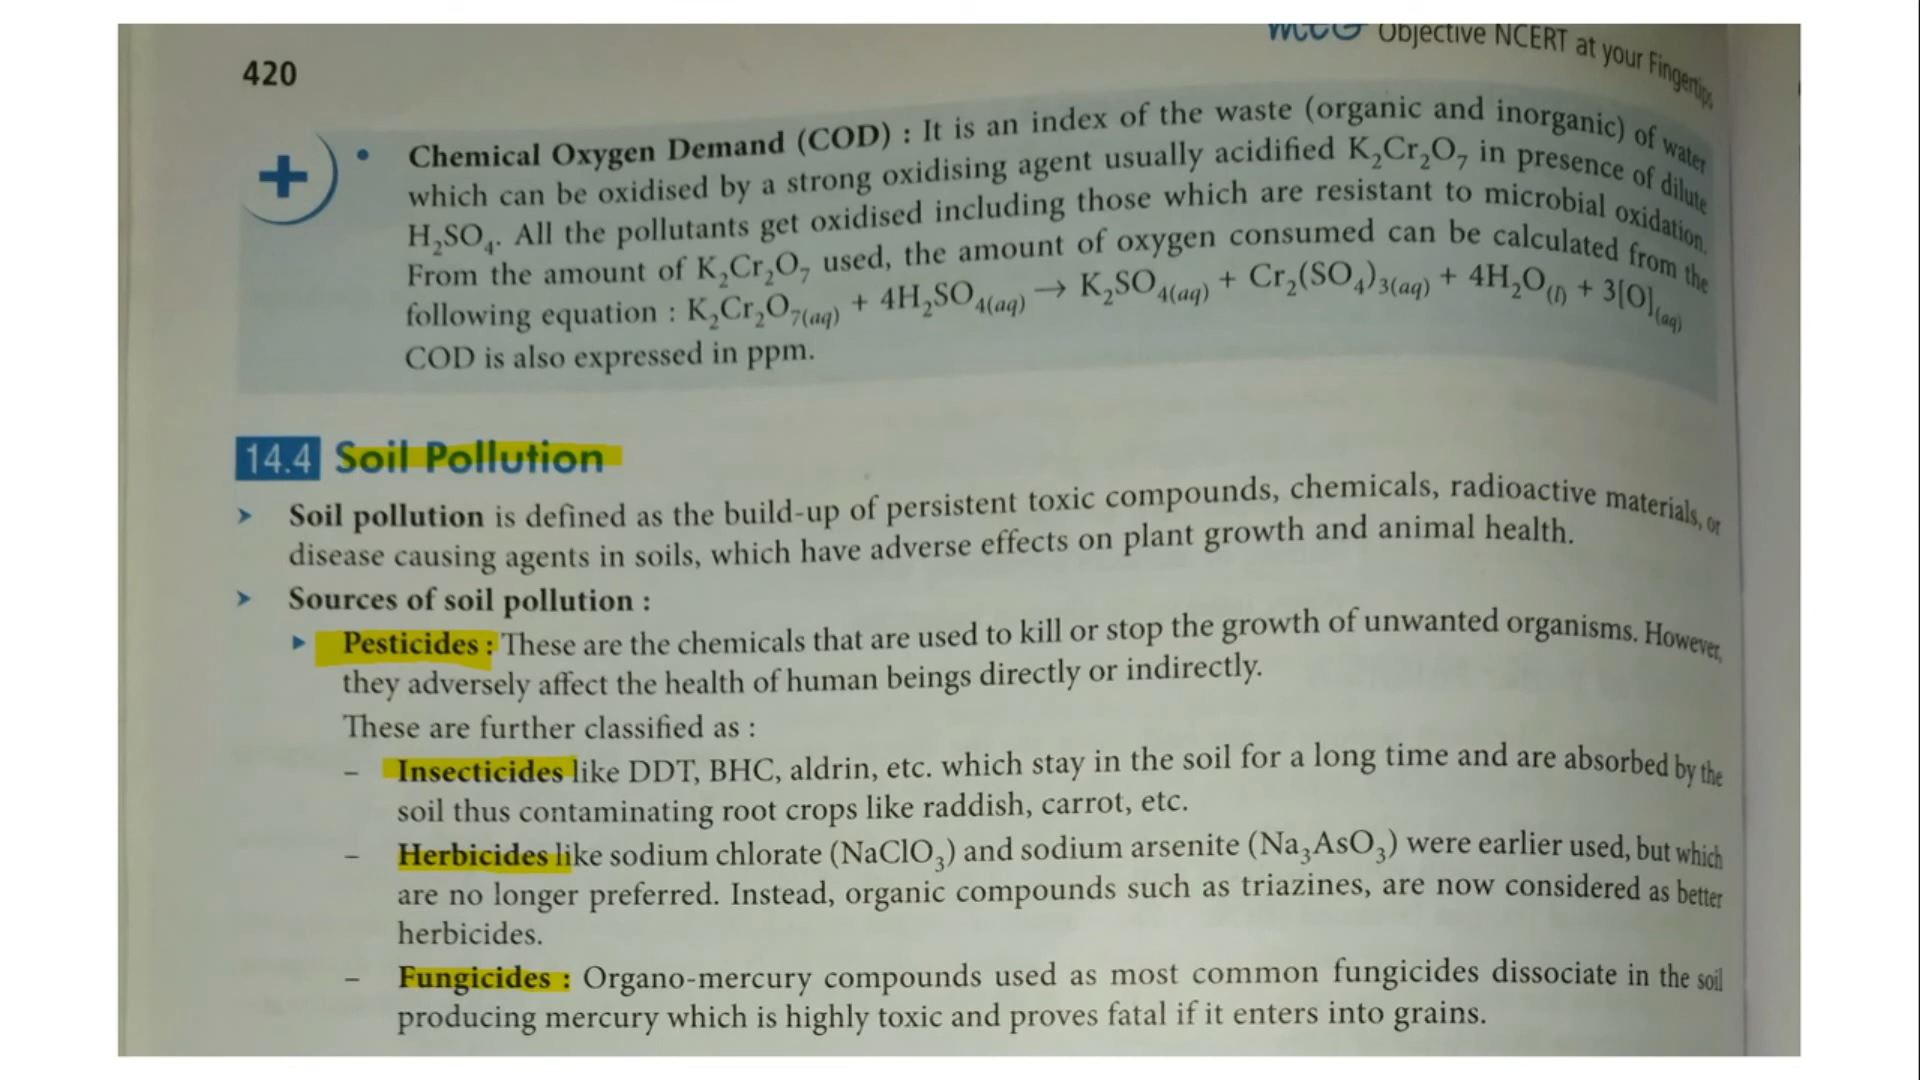 420
Objective NCERT at your Fingertips
+
• Chemical Oxygen Demand (COD) : It is an index of the waste (organic and inorganic) of water
which can be oxidised by a strong oxidising agent usually acidified K₂Cr₂O₇ in presence of dilute
H₂SO₄. All the pollutants get oxidised including those which are resistant to microbial oxidation.
From the amount of K₂Cr₂O₇ used, the amount of oxygen consumed can be calculated from the
following equation : K₂Cr₂O₇(aq) + 4H₂SO₄(aq) → K₂SO₄(aq) + Cr₂(SO₄)₃(aq) + 4H₂O(l) + 3[O](aq)
COD is also expressed in ppm.
14.4 Soil Pollution
➤ Soil pollution is defined as the build-up of persistent toxic compounds, chemicals, radioactive materials, or
disease causing agents in soils, which have adverse effects on plant growth and animal health.
➤ Sources of soil pollution :
▶ Pesticides : These are the chemicals that are used to kill or stop the growth of unwanted organisms. However,
they adversely affect the health of human beings directly or indirectly.
These are further classified as :
– Insecticides like DDT, BHC, aldrin, etc. which stay in the soil for a long time and are absorbed by the
soil thus contaminating root crops like raddish, carrot, etc.
– Herbicides like sodium chlorate (NaClO₃) and sodium arsenite (Na₃AsO₃) were earlier used, but which
are no longer preferred. Instead, organic compounds such as triazines, are now considered as better
herbicides.
– Fungicides : Organo-mercury compounds used as most common fungicides dissociate in the soil
producing mercury which is highly toxic and proves fatal if it enters into grains.